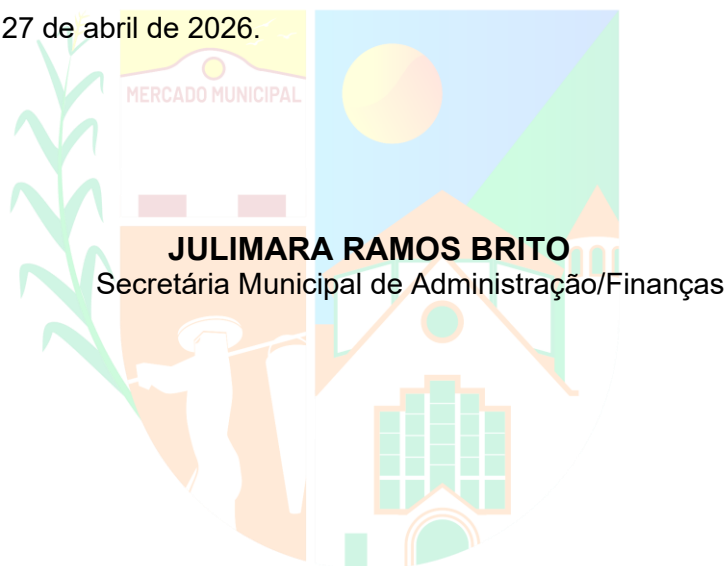 27 de abril de 2026.
MERCADO MUNICIPAL
JULIMARA RAMOS BRITO
Secretária Municipal de Administração/Finanças